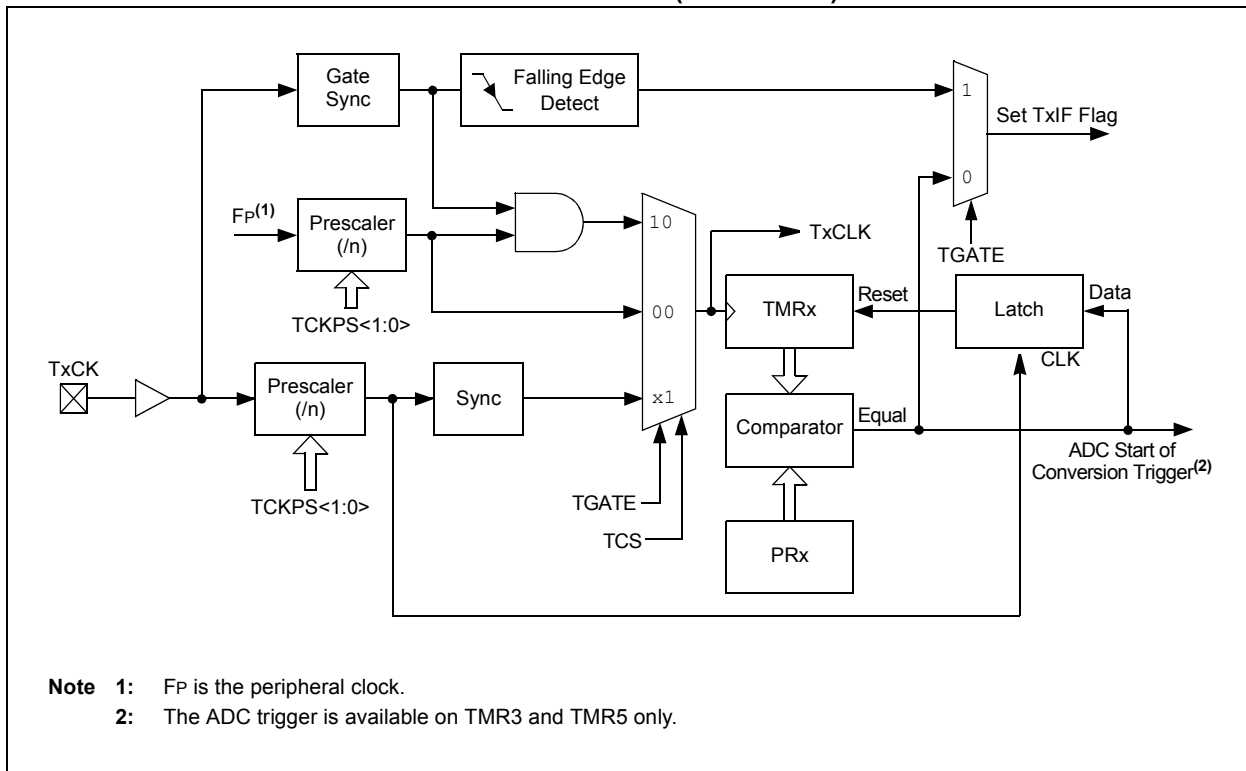 Gate
Sync
Falling Edge
Detect
1
Set TxIF Flag
0
FP(1)
Prescaler
(/n)
10
TxCLK
TGATE
TCKPS<1:0>
00
TMRx
Reset
Latch
Data
CLK
TxCK
Prescaler
(/n)
Sync
x1
Comparator
Equal
ADC Start of
Conversion Trigger(2)
TCKPS<1:0>
TGATE
TCS
PRx
Note 1: FP is the peripheral clock.
2: The ADC trigger is available on TMR3 and TMR5 only.